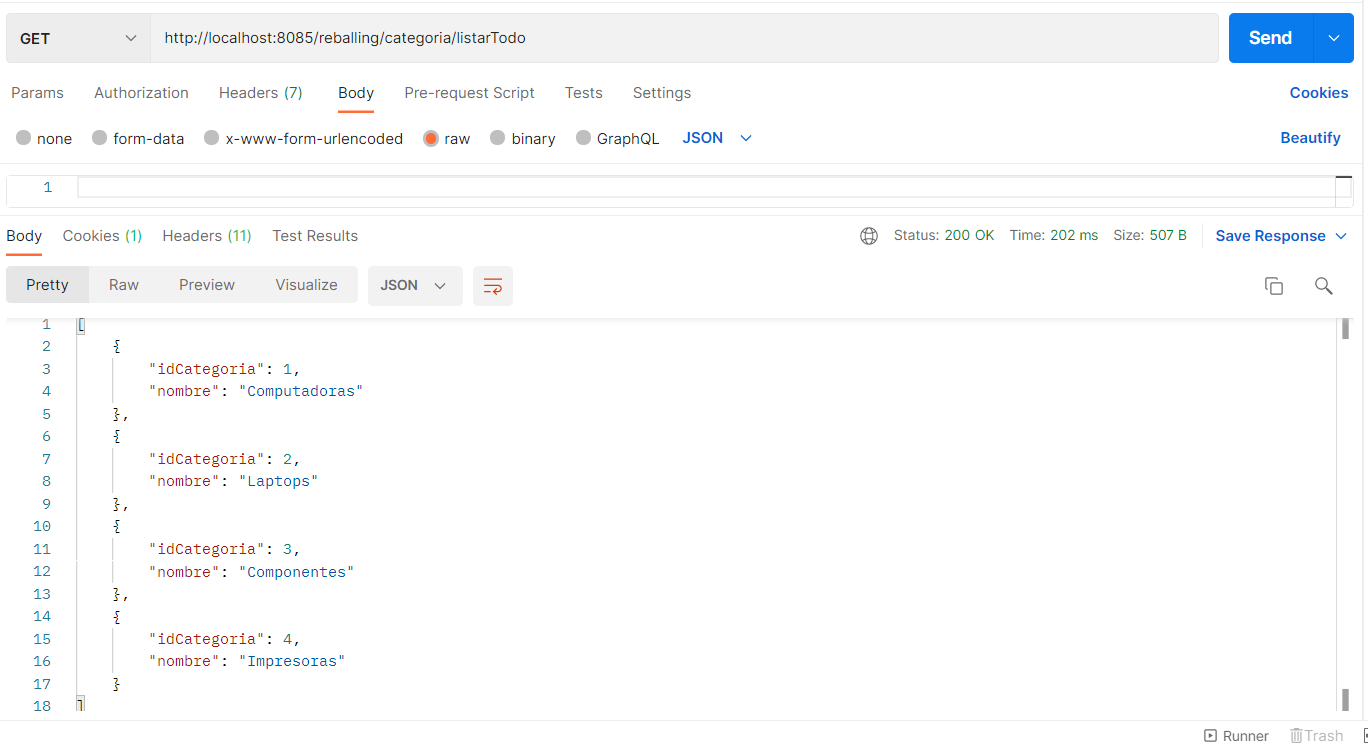 GET http://localhost:8085/reballing/categoria/listarTodo Send
Params Authorization Headers (7) Body Pre-request Script Tests Settings Cookies
none form-data x-www-form-urlencoded raw binary GraphQL JSON Beautify
1
Body Cookies (1) Headers (11) Test Results Status: 200 OK Time: 202 ms Size: 507 B Save Response
Pretty Raw Preview Visualize JSON
1 [
2 {
3 "idCategoria": 1,
4 "nombre": "Computadoras"
5 },
6 {
7 "idCategoria": 2,
8 "nombre": "Laptops"
9 },
10 {
11 "idCategoria": 3,
12 "nombre": "Componentes"
13 },
14 {
15 "idCategoria": 4,
16 "nombre": "Impresoras"
17 }
18 ]
Runner Trash